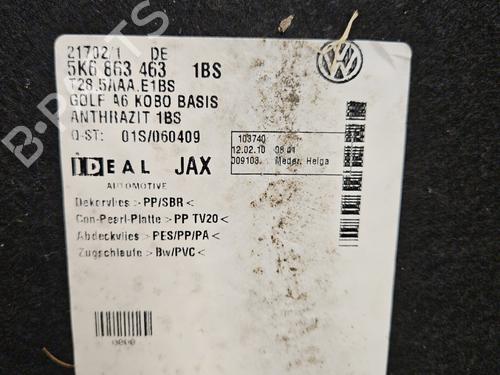 21702/1 DE
5K6 863 463 1BS
T28.5AAA.E1BS
GOLF A6 KOBO BASIS
ANTHRAZIT 1BS
Q-ST: 01S/060409
IDEAL JAX
AUTOMOTIVE
103740
12.02.10 08:01
009103 Meder, Helga
Dekorvlies >PP/SBR<
Con-Pearl-Platte >PP TV20<
Abdeckvlies >PES/PP/PA<
Zugschlaufe >Bw/PVC<